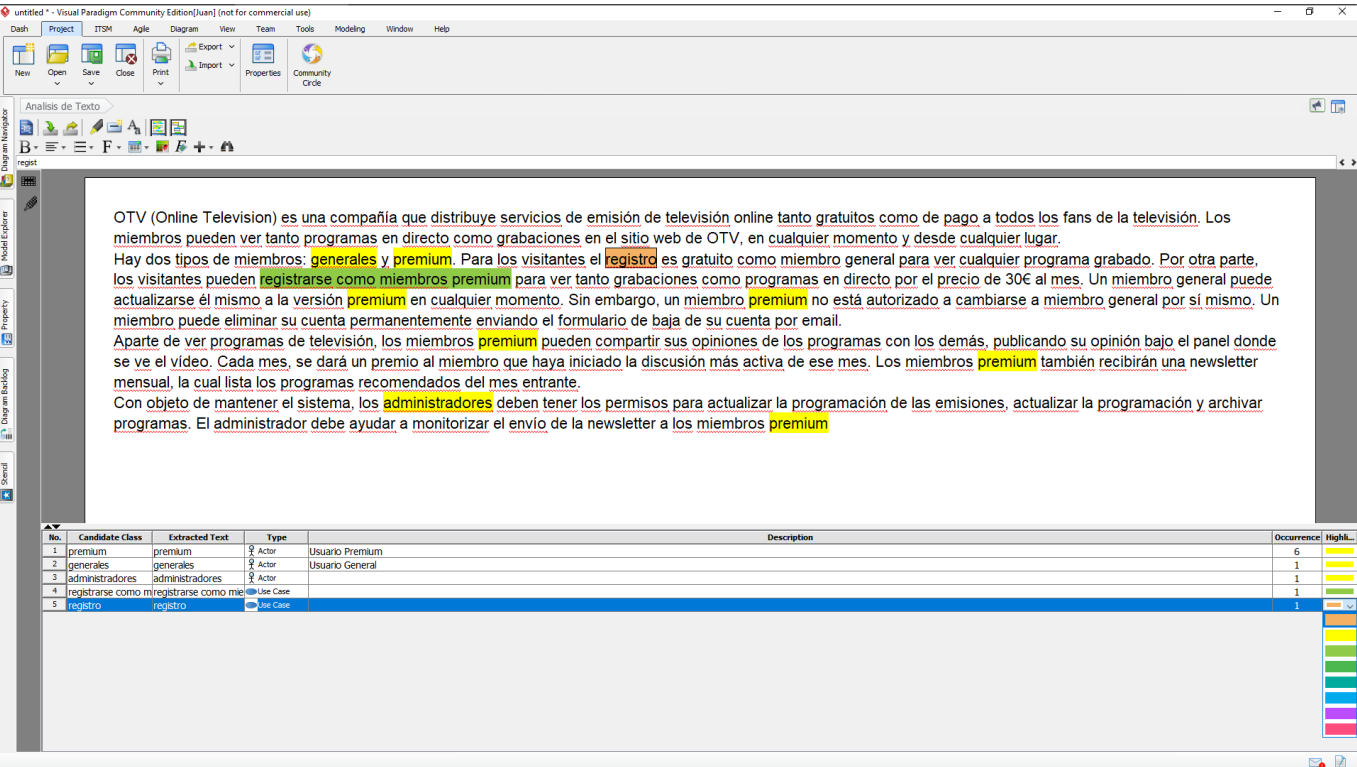 untitled * - Visual Paradigm Community Edition[Juan] (not for commercial use)
Dash Project ITSM Agile Diagram View Team Tools Modeling Window Help
New Open Save Close Print Export Import Properties Community Circle
Analisis de Texto
regist
Diagram Navigator
Model Explorer
Property
Diagram Backlog
Stencil
OTV (Online Television) es una compañía que distribuye servicios de emisión de televisión online tanto gratuitos como de pago a todos los fans de la televisión. Los
miembros pueden ver tanto programas en directo como grabaciones en el sitio web de OTV, en cualquier momento y desde cualquier lugar.
Hay dos tipos de miembros: generales y premium. Para los visitantes el registro es gratuito como miembro general para ver cualquier programa grabado. Por otra parte,
los visitantes pueden registrarse como miembros premium para ver tanto grabaciones como programas en directo por el precio de 30€ al mes. Un miembro general puede
actualizarse él mismo a la versión premium en cualquier momento. Sin embargo, un miembro premium no está autorizado a cambiarse a miembro general por sí mismo. Un
miembro puede eliminar su cuenta permanentemente enviando el formulario de baja de su cuenta por email.
Aparte de ver programas de televisión, los miembros premium pueden compartir sus opiniones de los programas con los demás, publicando su opinión bajo el panel donde
se ve el vídeo. Cada mes, se dará un premio al miembro que haya iniciado la discusión más activa de ese mes. Los miembros premium también recibirán una newsletter
mensual, la cual lista los programas recomendados del mes entrante.
Con objeto de mantener el sistema, los administradores deben tener los permisos para actualizar la programación de las emisiones, actualizar la programación y archivar
programas. El administrador debe ayudar a monitorizar el envío de la newsletter a los miembros premium
No. Candidate Class Extracted Text Type Description Occurrence Highli...
1 premium premium Actor Usuario Premium 6
2 generales generales Actor Usuario General 1
3 administradores administradores Actor 1
4 registrarse como m registrarse como mie Use Case 1
5 registro registro Use Case 1